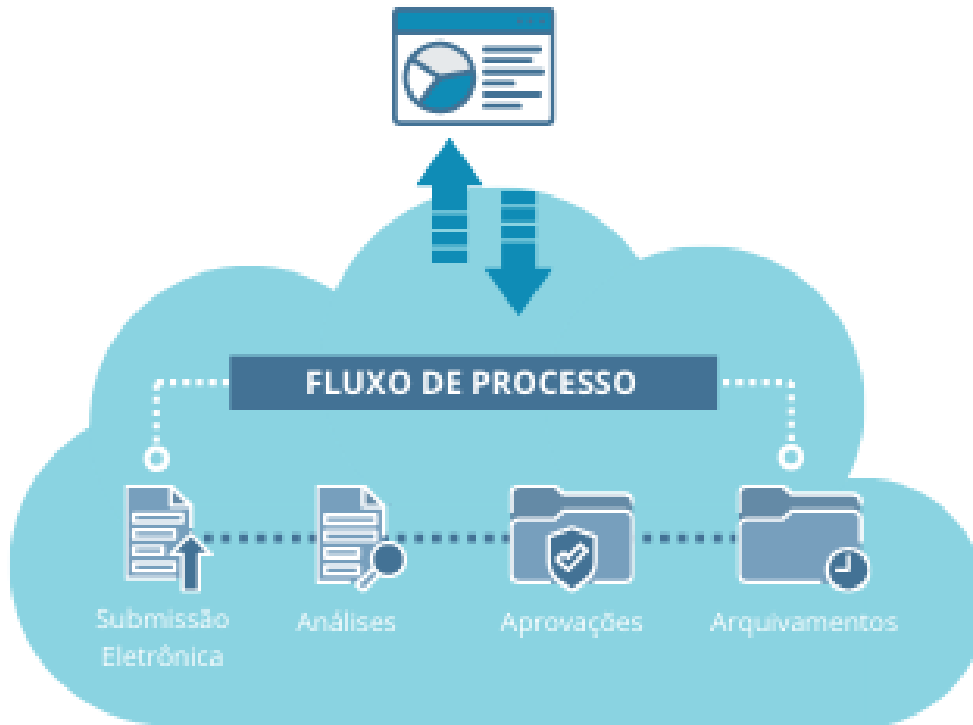 FLUXO DE PROCESSO
Submissão
Eletrônica
Análises
Aprovações
Arquivamentos